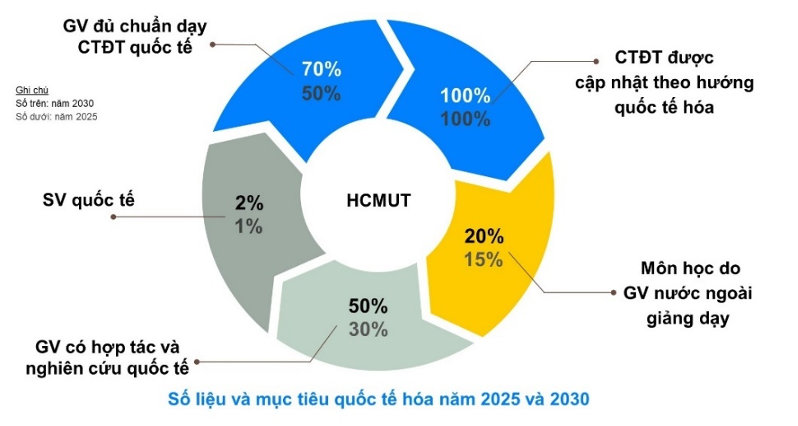 GV đủ chuẩn dạy
CTĐT quốc tế
70%
50%
100%
100%
CTĐT được
cập nhật theo hướng
quốc tế hóa
Ghi chú
Số trên: năm 2030
Số dưới: năm 2025
SV quốc tế
2%
1%
HCMUT
20%
15%
Môn học do
GV nước ngoài
giảng dạy
50%
30%
GV có hợp tác và
nghiên cứu quốc tế
Số liệu và mục tiêu quốc tế hóa năm 2025 và 2030